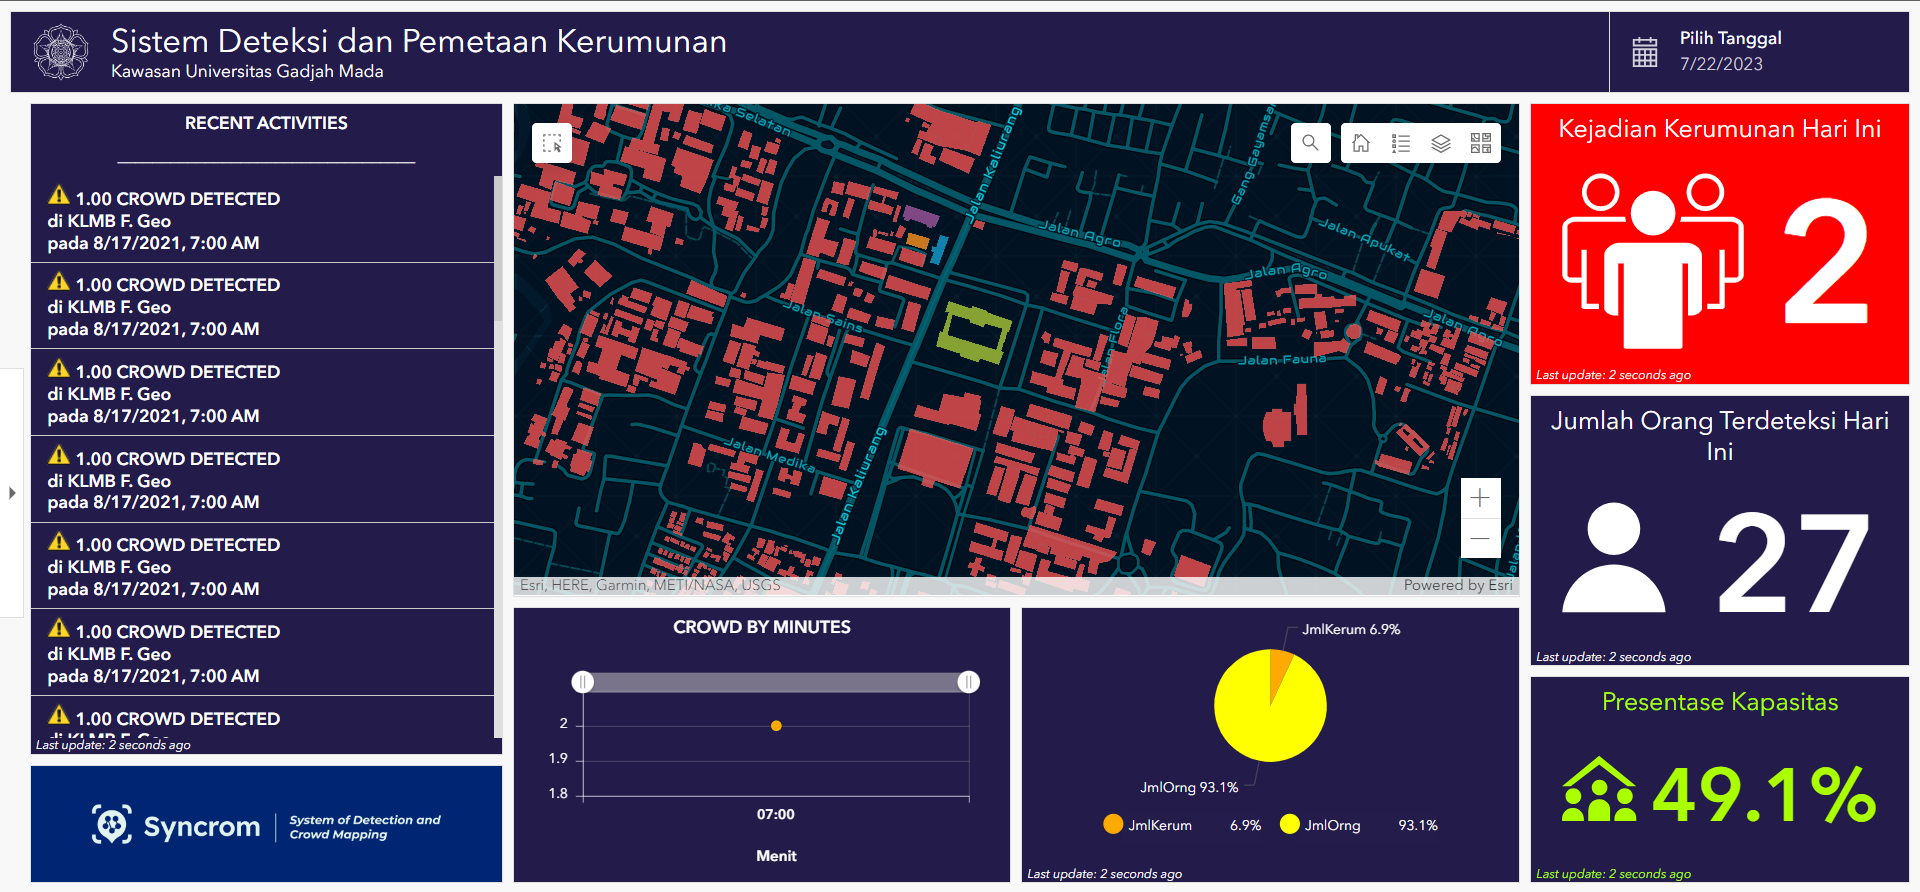 Sistem Deteksi dan Pemetaan Kerumunan
Kawasan Universitas Gadjah Mada
Pilih Tanggal
7/22/2023
RECENT ACTIVITIES
1.00 CROWD DETECTED
di KLMB F. Geo
pada 8/17/2021, 7:00 AM
1.00 CROWD DETECTED
di KLMB F. Geo
pada 8/17/2021, 7:00 AM
1.00 CROWD DETECTED
di KLMB F. Geo
pada 8/17/2021, 7:00 AM
1.00 CROWD DETECTED
di KLMB F. Geo
pada 8/17/2021, 7:00 AM
1.00 CROWD DETECTED
di KLMB F. Geo
pada 8/17/2021, 7:00 AM
1.00 CROWD DETECTED
di KLMB F. Geo
pada 8/17/2021, 7:00 AM
1.00 CROWD DETECTED
di KLMB F. Geo
Last update: 2 seconds ago
Syncrom
System of Detection and
Crowd Mapping
Selatan
Jalan Kaliurang
Gang Gayamsari
Jalan Agro
Jalan Apukat
Jalan Agro
Jalan Sains
Jalan Flora
Jalan Agro
Jalan Fauna
Jalan Medika
Jalan Kaliurang
Esri, HERE, Garmin, METI/NASA, USGS
Powered by Esri
CROWD BY MINUTES
2
1.9
1.8
07:00
Menit
JmlKerum 6.9%
JmlOrng 93.1%
JmlKerum 6.9%
JmlOrng 93.1%
Last update: 2 seconds ago
Kejadian Kerumunan Hari Ini
2
Last update: 2 seconds ago
Jumlah Orang Terdeteksi Hari
Ini
27
Last update: 2 seconds ago
Presentase Kapasitas
49.1%
Last update: 2 seconds ago